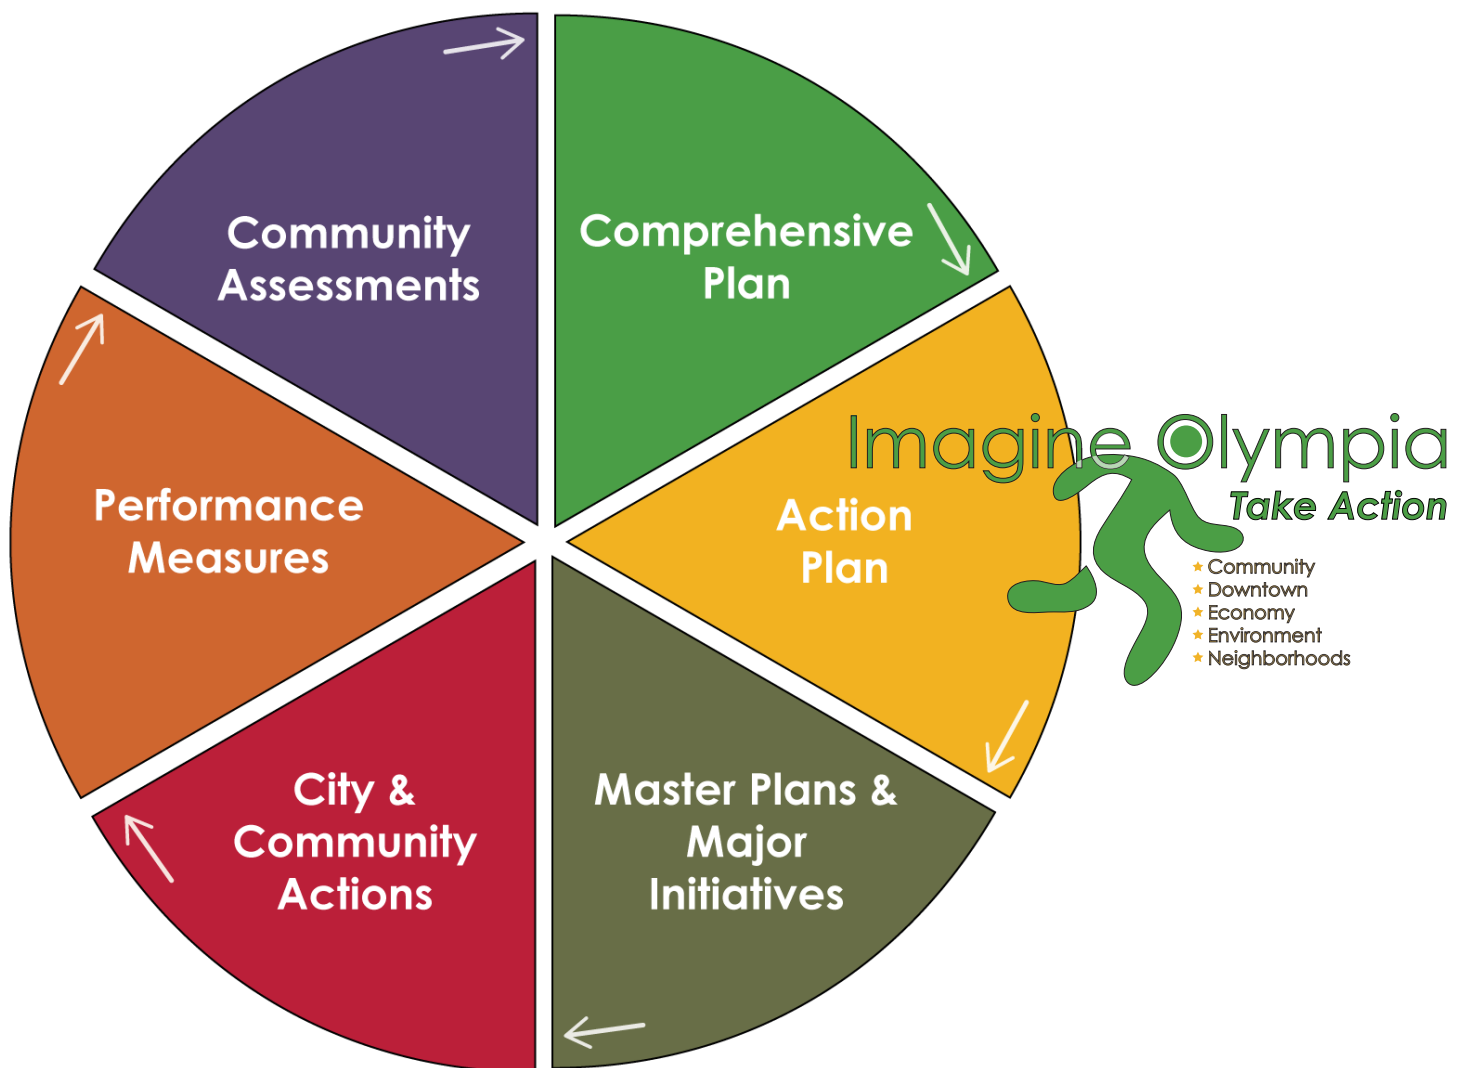 Community
Assessments
Comprehensive
Plan
Action
Plan
Master Plans &
Major
Initiatives
City &
Community
Actions
Performance
Measures
Imagine Olympia
Take Action
Community
Downtown
Economy
Environment
Neighborhoods